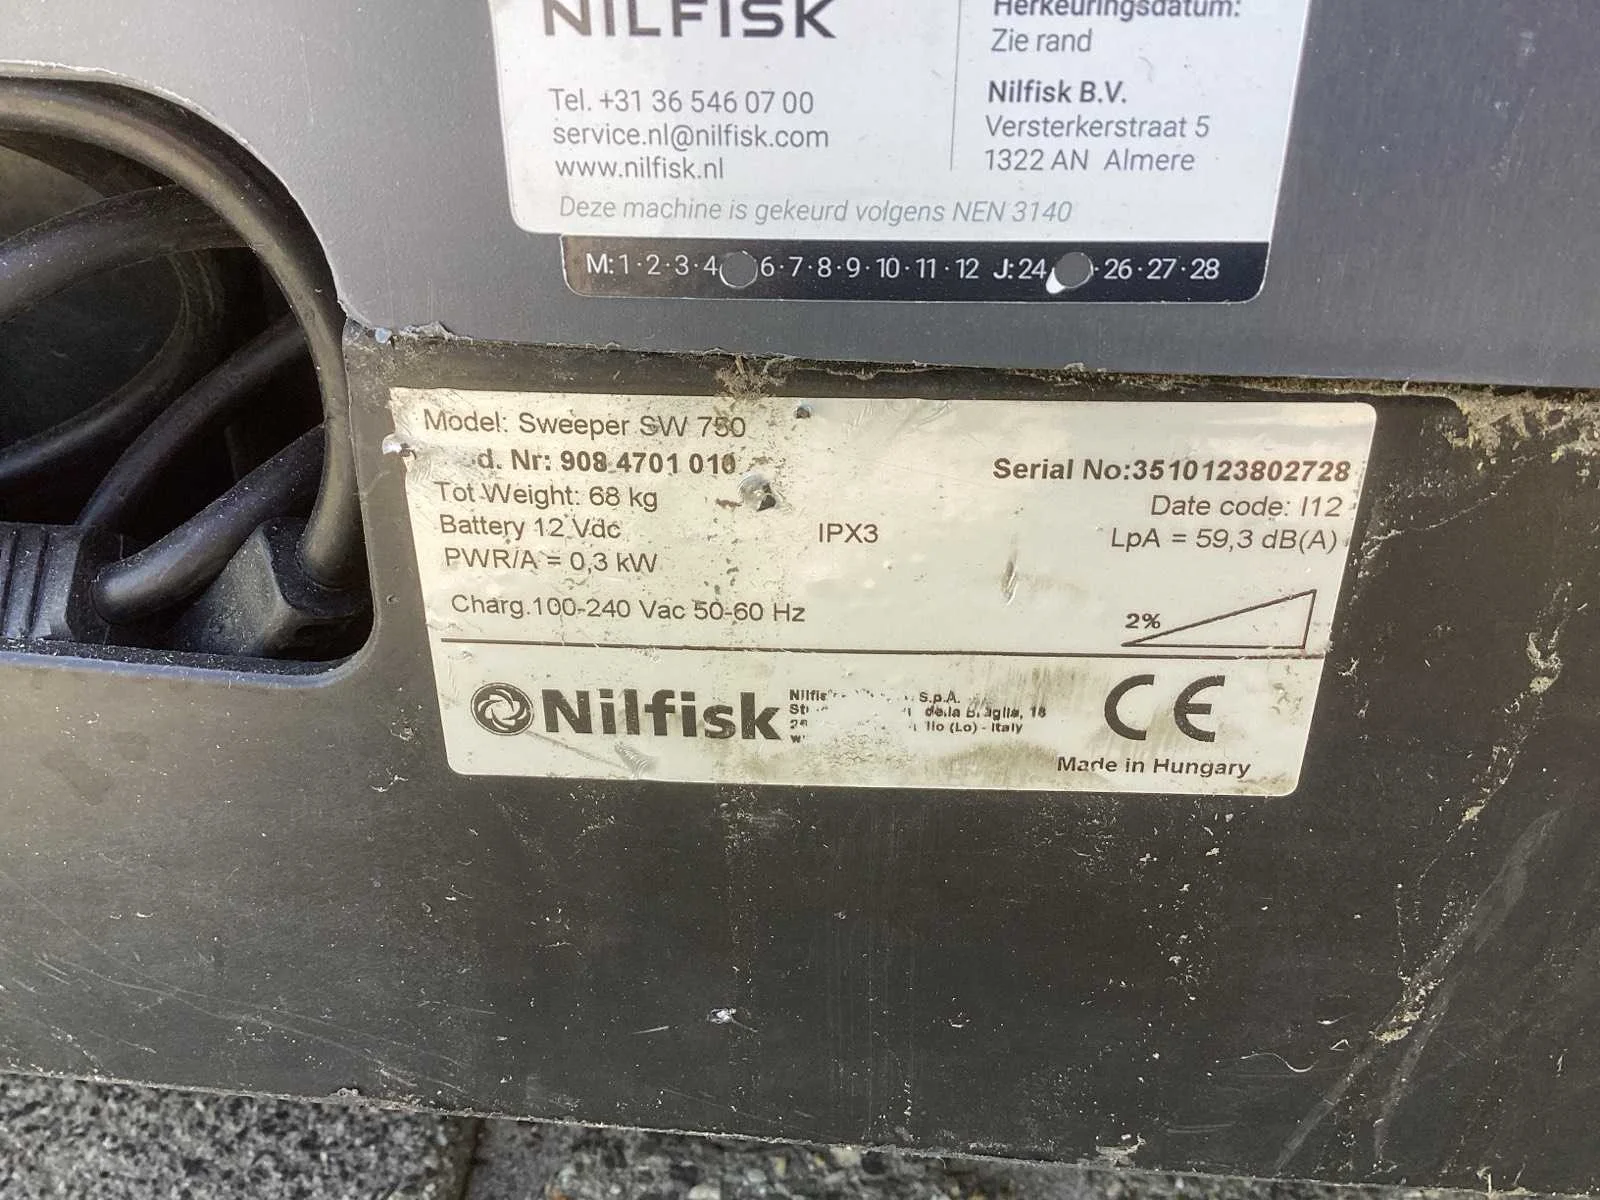 NILFISK
Tel. +31 36 546 07 00
service.nl@nilfisk.com
www.nilfisk.nl
Herkeuringsdatum:
Zie rand
Nilfisk B.V.
Versterkerstraat 5
1322 AN Almere
Deze machine is gekeurd volgens NEN 3140
M: 1 · 2 · 3 · 4 6 · 7 · 8 · 9 · 10 · 11 · 12 J: 24 · 26 · 27 · 28
Model: Sweeper SW 750
d. Nr: 908 4701 010
Serial No:3510123802728
Tot.Weight: 68 kg
Date code: I12
Battery 12 Vdc
IPX3
LpA = 59,3 dB(A)
PWR/A = 0,3 kW
Charg.100-240 Vac 50-60 Hz
2%
Nilfisk
S.p.A.
della 18
(Lo) - Italy
CE
Made in Hungary